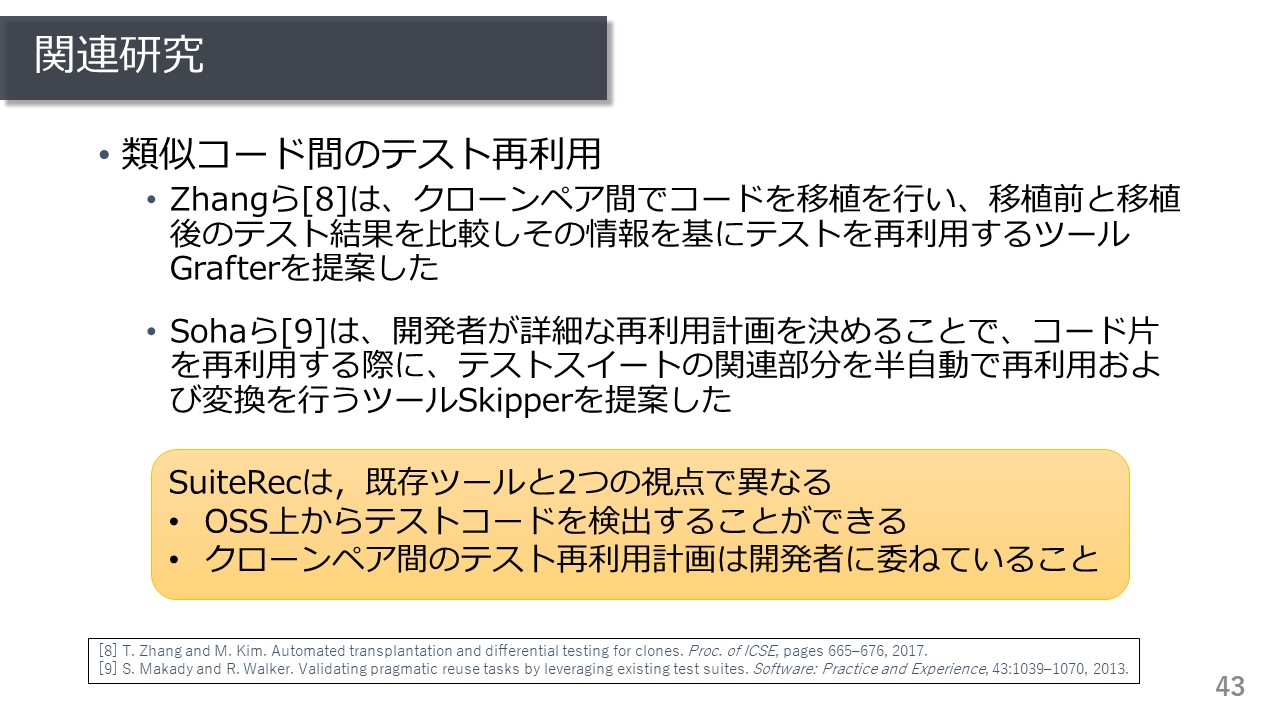 関連研究
• 類似コード間のテスト再利用
• Zhangら[8]は、クローンペア間でコードを移植を行い、移植前と移植
後のテスト結果を比較しその情報を基にテストを再利用するツール
Grafterを提案した
• Sohaら[9]は、開発者が詳細な再利用計画を決めることで、コード片
を再利用する際に、テストスイートの関連部分を半自動で再利用およ
び変換を行うツールSkipperを提案した
SuiteRecは，既存ツールと2つの視点で異なる
• OSS上からテストコードを検出することができる
• クローンペア間のテスト再利用計画は開発者に委ねていること
[8] T. Zhang and M. Kim. Automated transplantation and differential testing for clones. Proc. of ICSE, pages 665–676, 2017.
[9] S. Makady and R. Walker. Validating pragmatic reuse tasks by leveraging existing test suites. Software: Practice and Experience, 43:1039–1070, 2013.
43